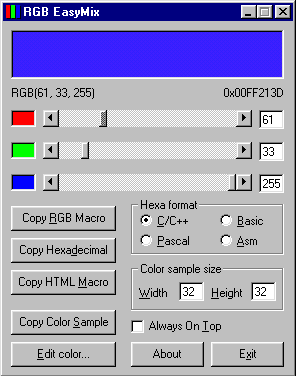 RGB EasyMix
RGB(61, 33, 255) 0x00FF213D
61
33
255
Copy RGB Macro
Copy Hexadecimal
Copy HTML Macro
Copy Color Sample
Edit color...
Hexa format
C/C++ Basic
Pascal Asm
Color sample size
Width 32 Height 32
Always On Top
About Exit